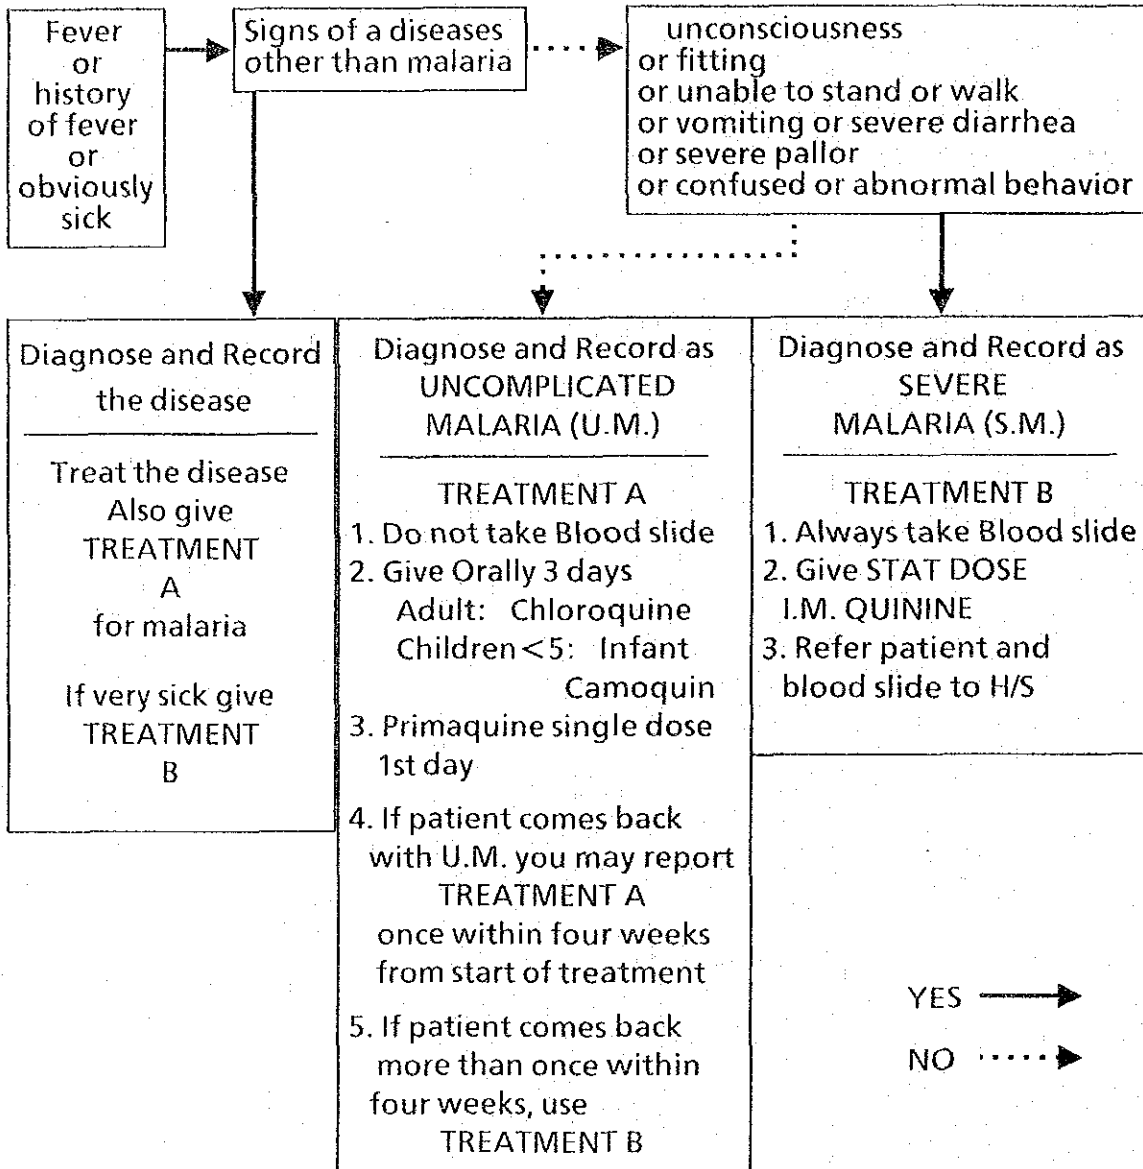 Fever
or
history
of fever
or
obviously
sick
Signs of a diseases
other than malaria
unconsciousness
or fitting
or unable to stand or walk
or vomiting or severe diarrhea
or severe pallor
or confused or abnormal behavior
Diagnose and Record
the disease
Treat the disease
Also give
TREATMENT
A
for malaria
If very sick give
TREATMENT
B
Diagnose and Record as
UNCOMPLICATED
MALARIA (U.M.)
TREATMENT A
1. Do not take Blood slide
2. Give Orally 3 days
Adult: Chloroquine
Children<5: Infant
Camoquin
3. Primaquine single dose
1st day
4. If patient comes back
with U.M. you may report
TREATMENT A
once within four weeks
from start of treatment
5. If patient comes back
more than once within
four weeks, use
TREATMENT B
Diagnose and Record as
SEVERE
MALARIA (S.M.)
TREATMENT B
1. Always take Blood slide
2. Give STAT DOSE
I.M. QUININE
3. Refer patient and
blood slide to H/S
YES
NO